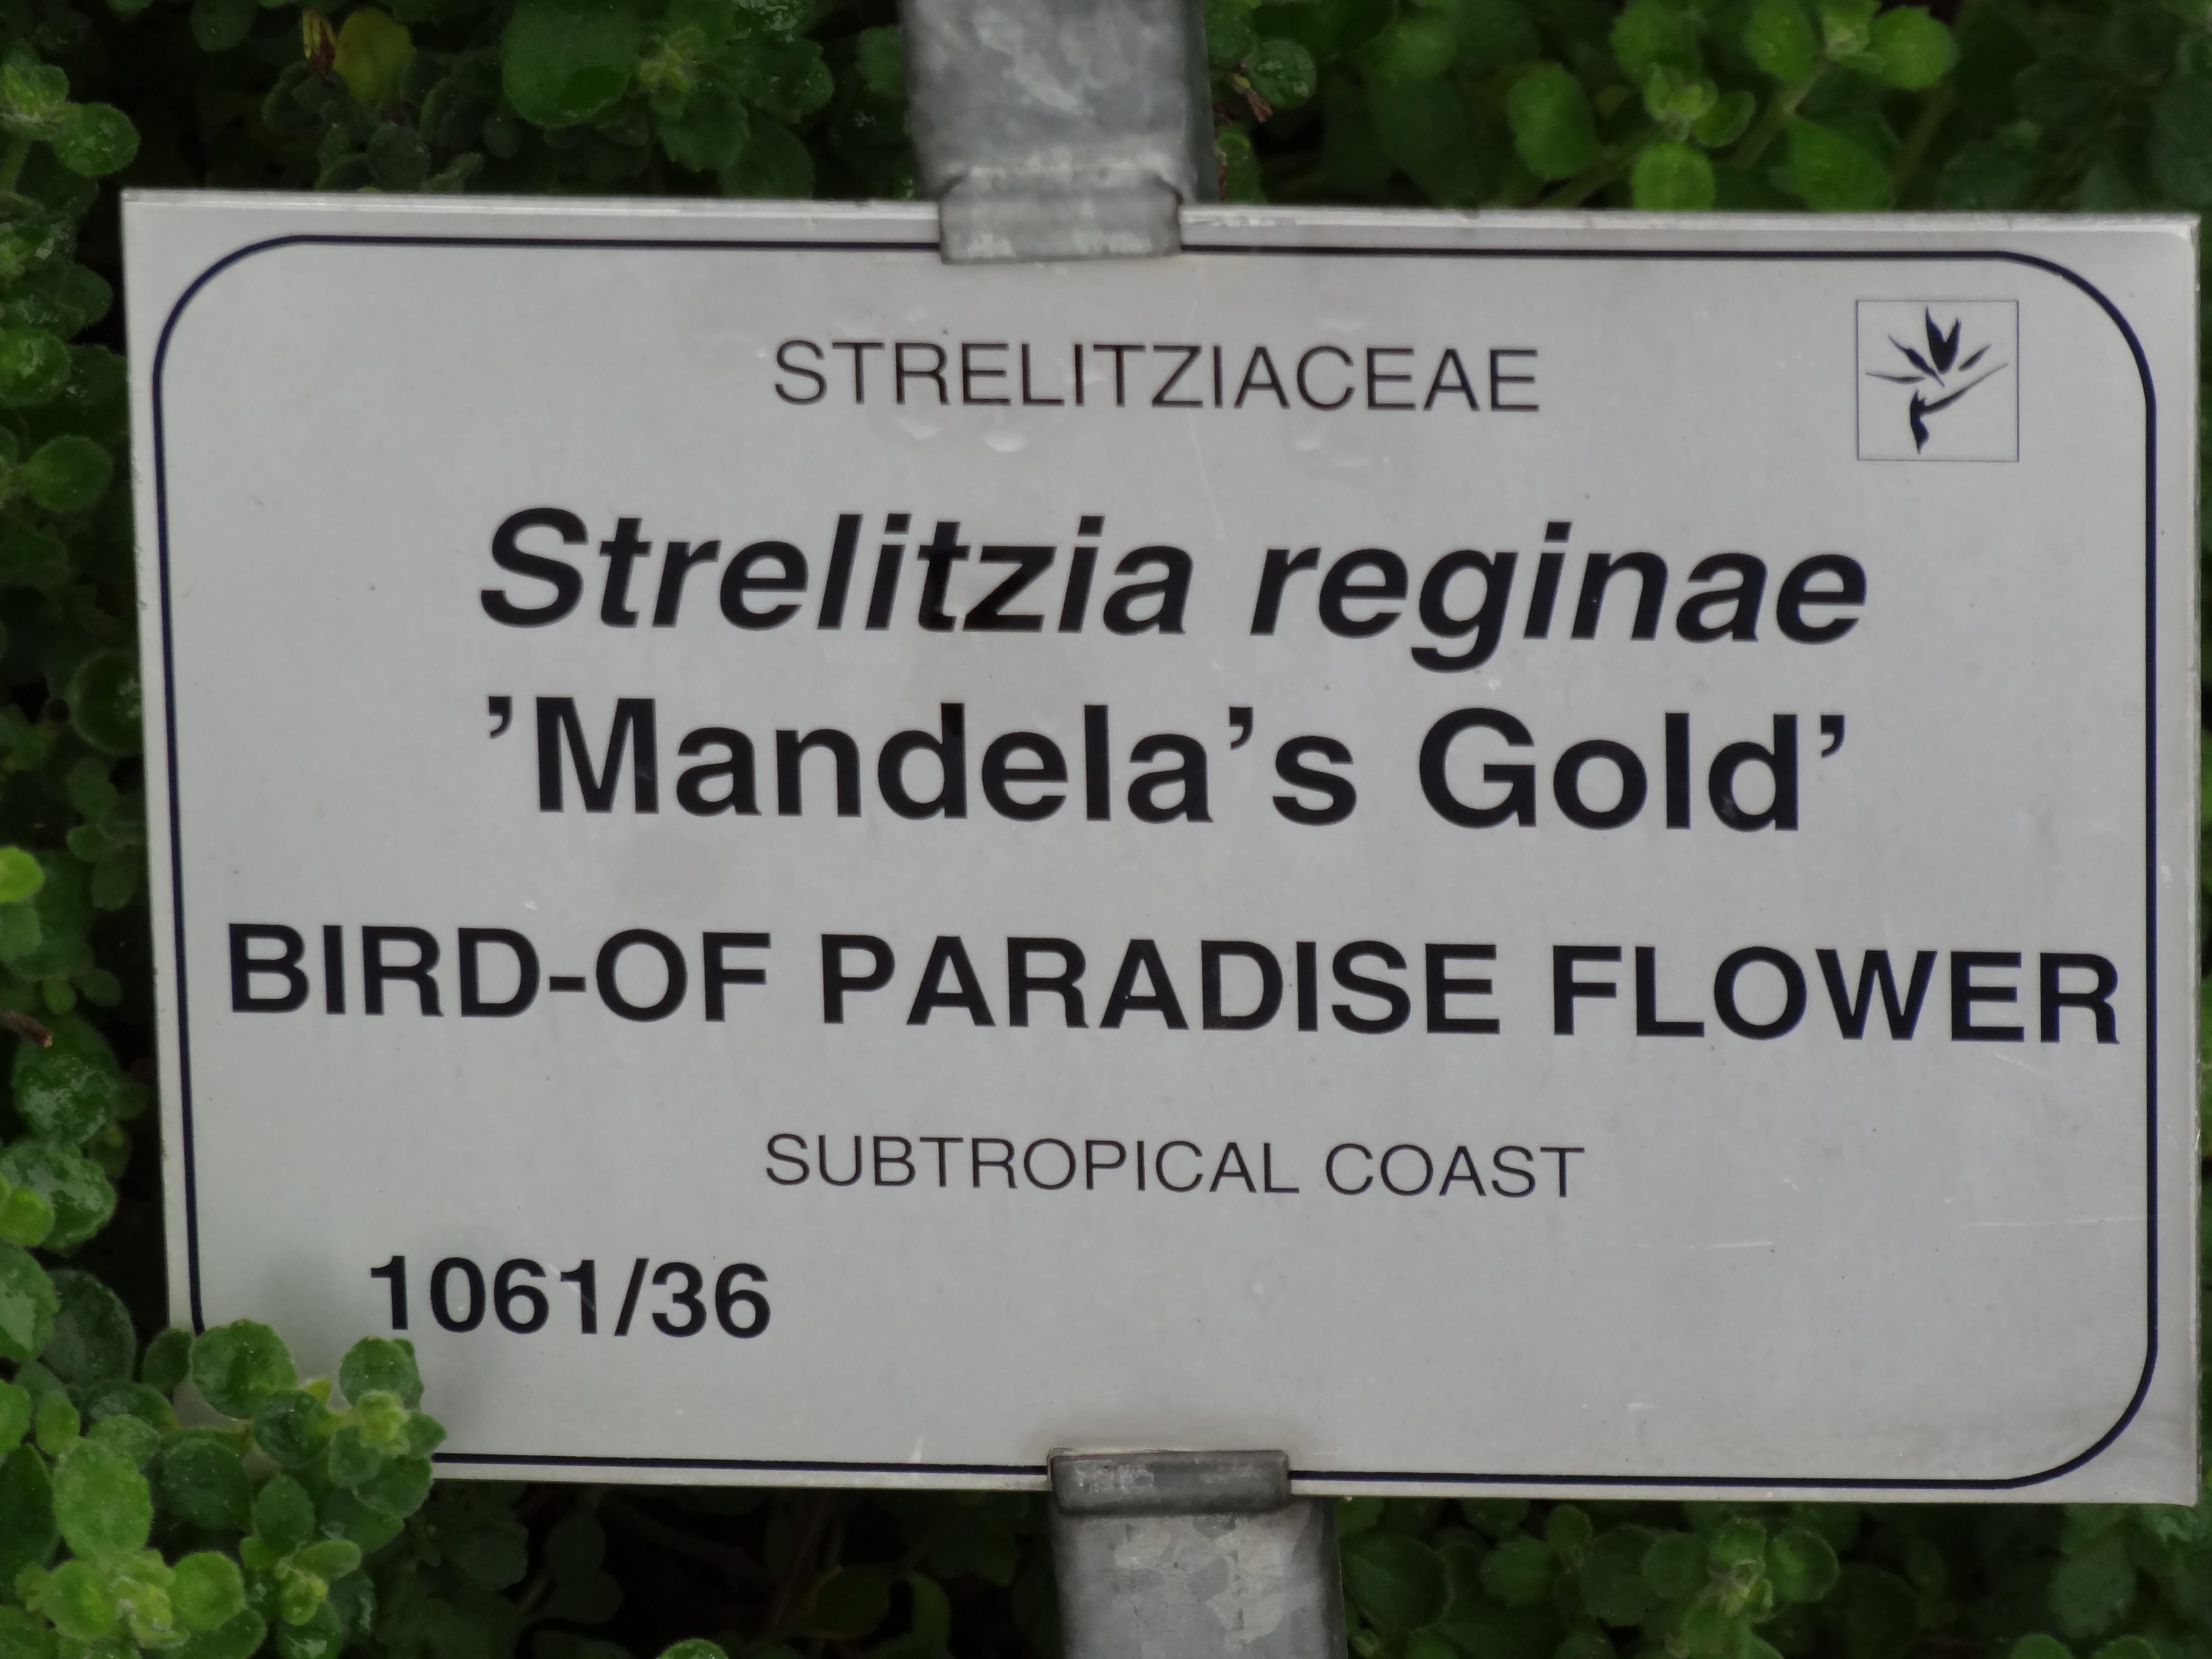 STRELITZIACEAE
Strelitzia reginae
’Mandela’s Gold’
BIRD-OF PARADISE FLOWER
SUBTROPICAL COAST
1061/36